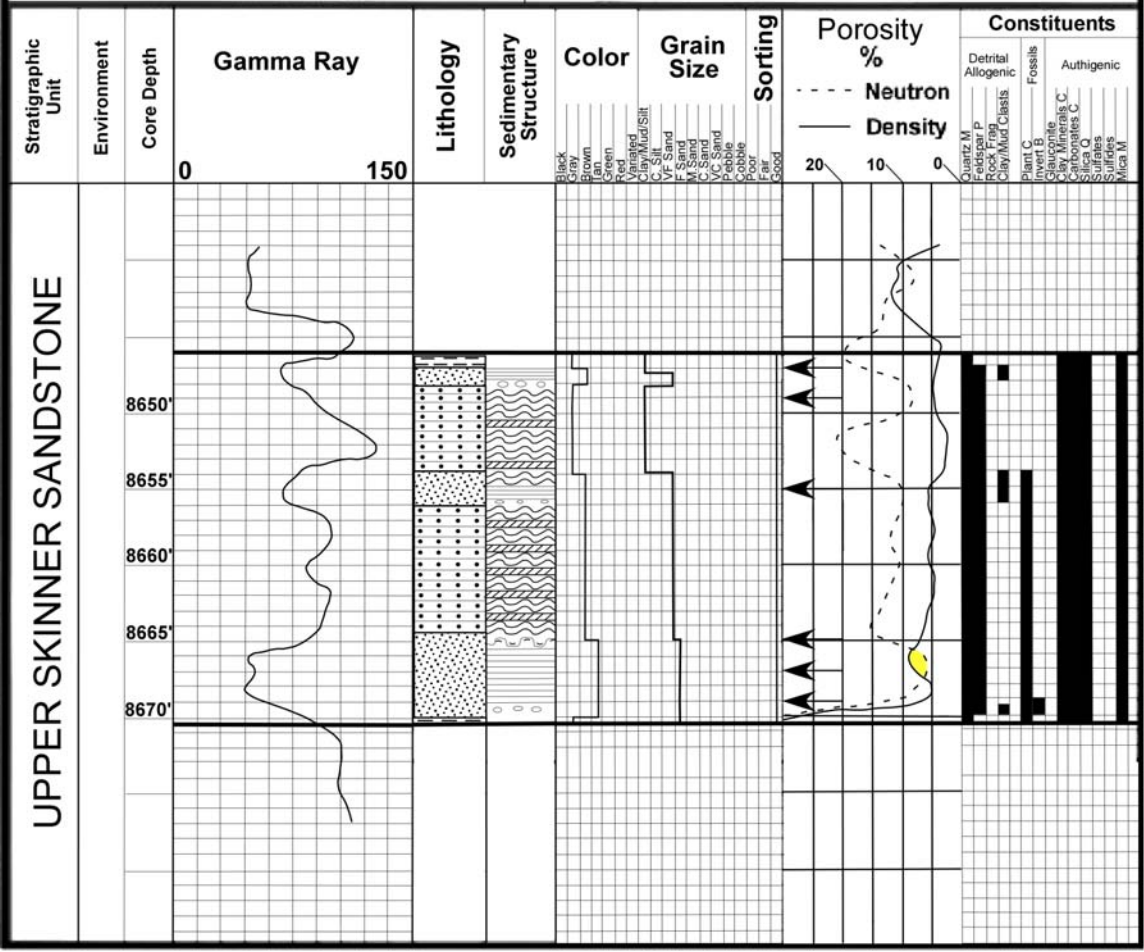 Stratigraphic
Unit
Environment
Core Depth
Gamma Ray
0
150
Lithology
Sedimentary
Structure
Color
Black
Gray
Brown
Tan
Green
Red
Variated
Grain
Size
Clay/Mud/Silt
C. Silt
VF Sand
F Sand
M.Sand
C.Sand
VC Sand
Pebble
Cobble
Sorting
Poor
Fair
Good
Porosity
%
Neutron
Density
20
10
0
Constituents
Detrital
Allogenic
Fossils
Authigenic
Quartz M
Feldspar P
Rock Frag
Clay/Mud Clasts
Plant C
Invert B
Glauconite
Clay Minerals C
Carbonates C
Silica Q
Sulfates
Sulfides
Mica M
UPPER SKINNER SANDSTONE
8650'
8655'
8660'
8665'
8670'